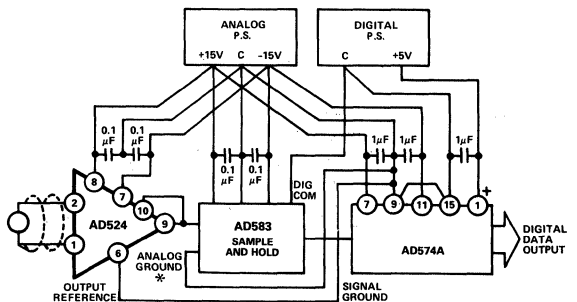 ANALOG
P.S.
+15V C -15V
DIGITAL
P.S.
C +5V
0.1
µF
0.1
µF
0.1
µF
0.1
µF
1µF
1µF
1µF
DIG
COM
8
7
10
9
2
1
6
AD524
AD583
SAMPLE
AND HOLD
7
9
11
15
1
+
AD574A
DIGITAL
DATA
OUTPUT
OUTPUT
REFERENCE
ANALOG
GROUND
*
SIGNAL
GROUND